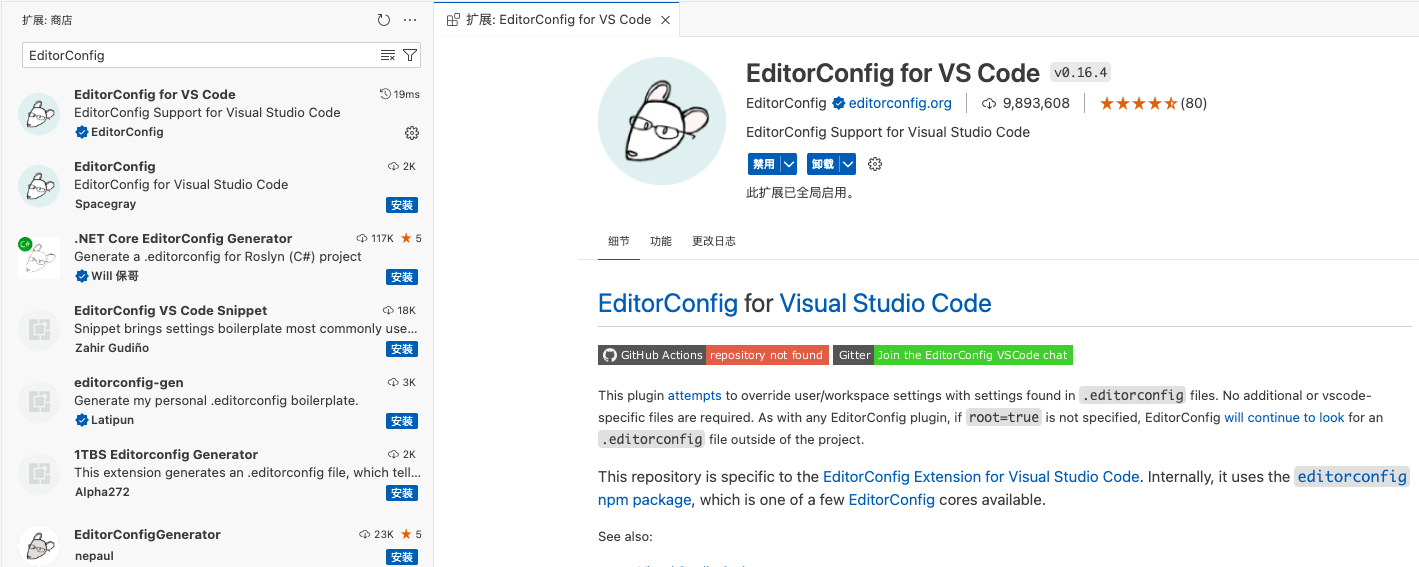 扩展: 商店
EditorConfig
EditorConfig for VS Code
19ms
EditorConfig Support for Visual Studio Code
EditorConfig
EditorConfig
2K
EditorConfig for Visual Studio Code
Spacegray
安装
C#
.NET Core EditorConfig Generator
117K
5
Generate a .editorconfig for Roslyn (C#) project
Will 保哥
安装
EditorConfig VS Code Snippet
18K
Snippet brings settings boilerplate most commonly use...
Zahir Gudiño
安装
editorconfig-gen
3K
Generate my personal .editorconfig boilerplate.
Latipun
安装
1TBS Editorconfig Generator
2K
This extension generates an .editorconfig file, which tell...
Alpha272
安装
EditorConfigGenerator
23K
5
nepaul
安装
扩展: EditorConfig for VS Code
EditorConfig for VS Code
v0.16.4
EditorConfig
editorconfig.org
9,893,608
(80)
EditorConfig Support for Visual Studio Code
禁用
卸载
此扩展已全局启用。
细节
功能
更改日志
EditorConfig for Visual Studio Code
GitHub Actions repository not found
Gitter Join the EditorConfig VSCode chat
This plugin attempts to override user/workspace settings with settings found in .editorconfig files. No additional or vscode-
specific files are required. As with any EditorConfig plugin, if root=true is not specified, EditorConfig will continue to look for an
.editorconfig file outside of the project.
This repository is specific to the EditorConfig Extension for Visual Studio Code. Internally, it uses the editorconfig
npm package, which is one of a few EditorConfig cores available.
See also: